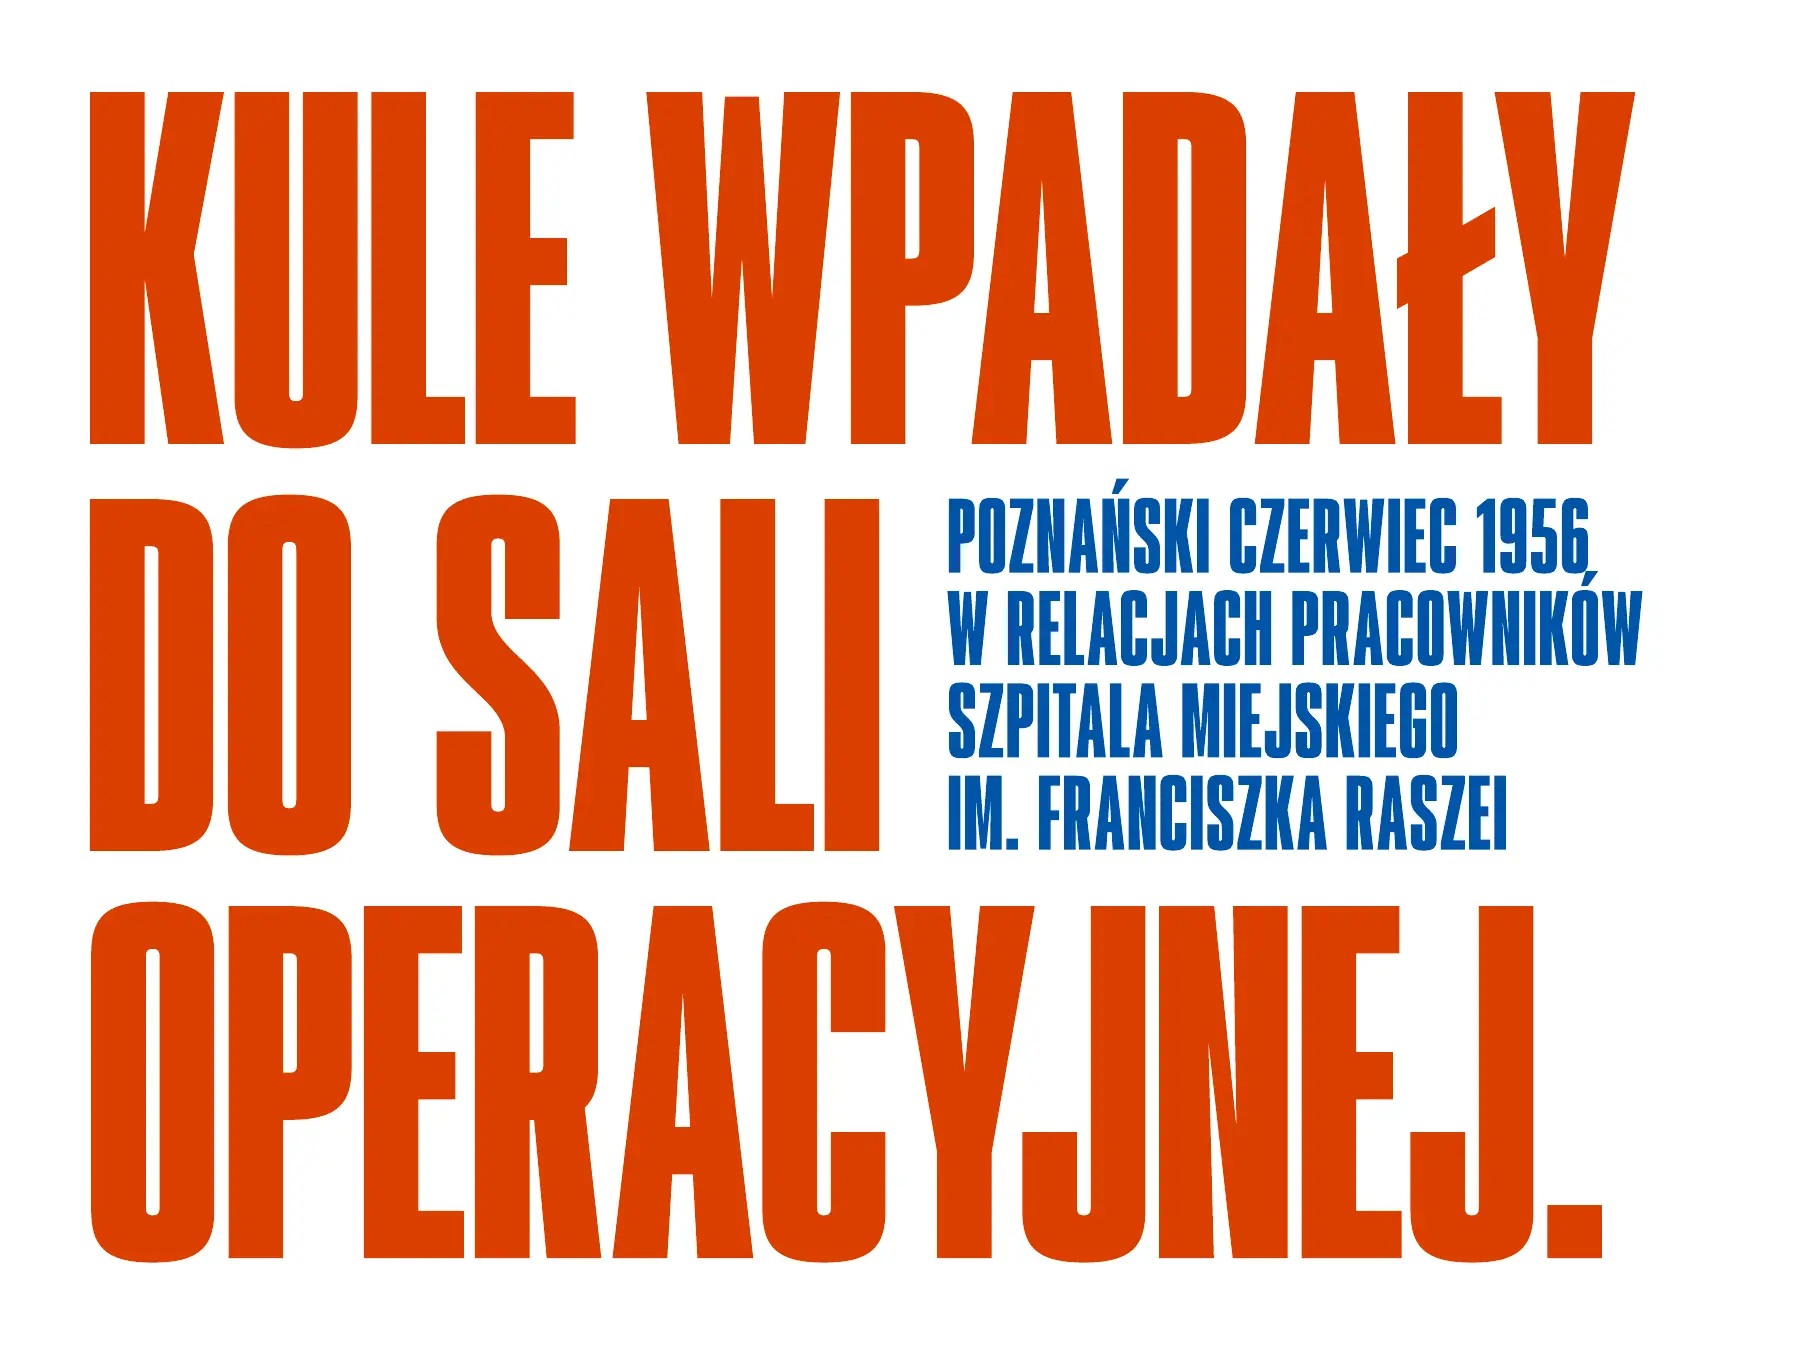 KULE WPADAŁY
DO SALI
POZNAŃSKI CZERWIEC 1956
W RELACJACH PRACOWNIKÓW
SZPITALA MIEJSKIEGO
IM. FRANCISZKA RASZEI
OPERACYJNEJ.